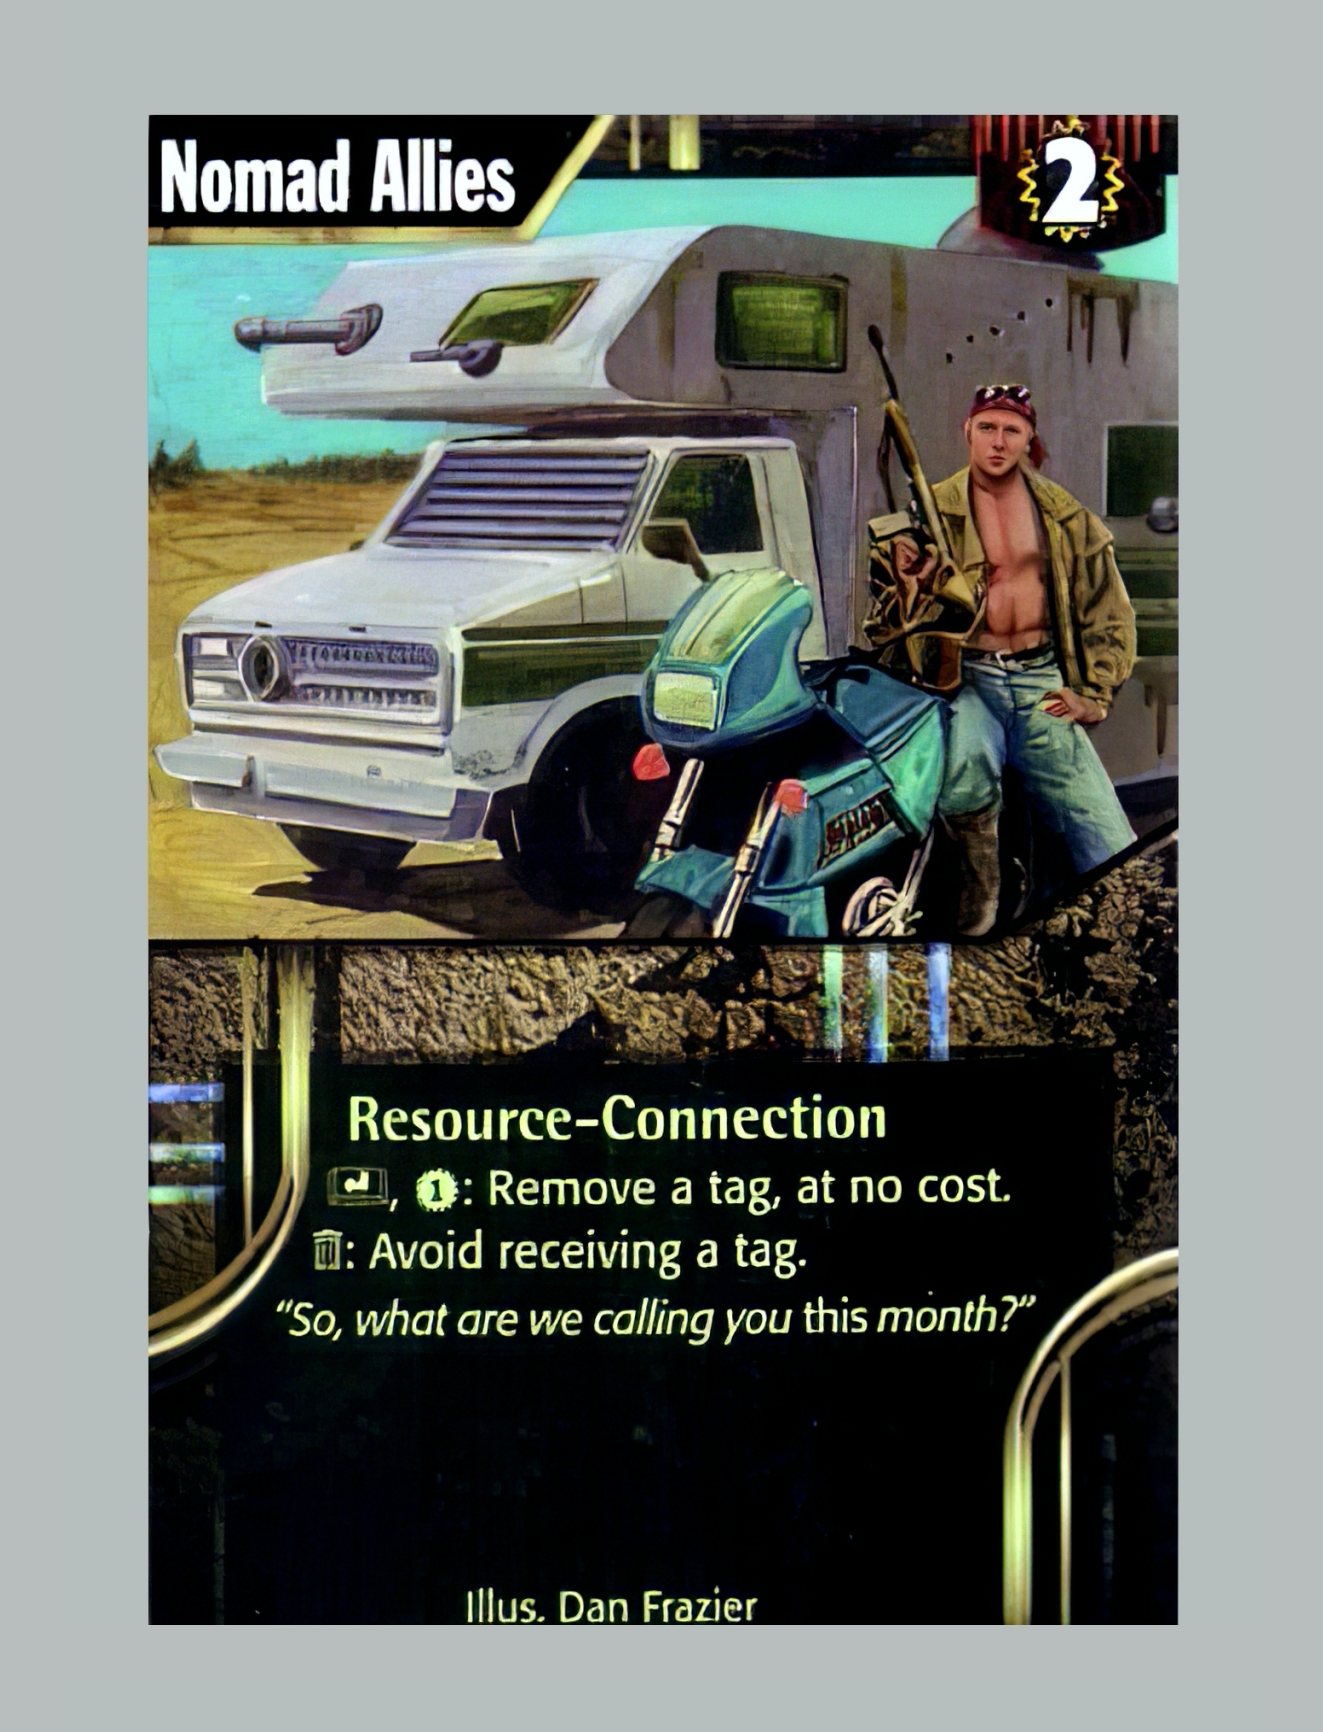 Nomad Allies
2
Resource-Connection
, 1: Remove a tag, at no cost.
: Avoid receiving a tag.
"So, what are we calling you this month?"
Illus. Dan Frazier